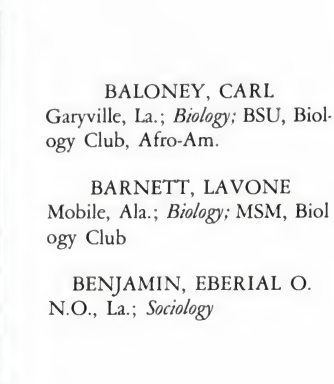 BALONEY, CARL
Garyville, La.; Biology; BSU, Biol-
ogy Club, Afro-Am.
BARNETT, LAVONE
Mobile, Ala.; Biology; MSM, Biol
ogy Club
BENJAMIN, EBERIAL O.
N.O., La.; Sociology